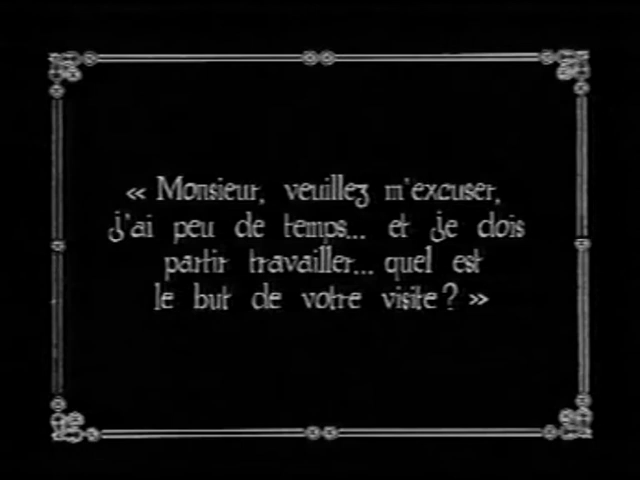 « Monsieur, veuillez m'excuser,
j'ai peu de temps... et je dois
partir travailler... quel est
le but de votre visite ? »